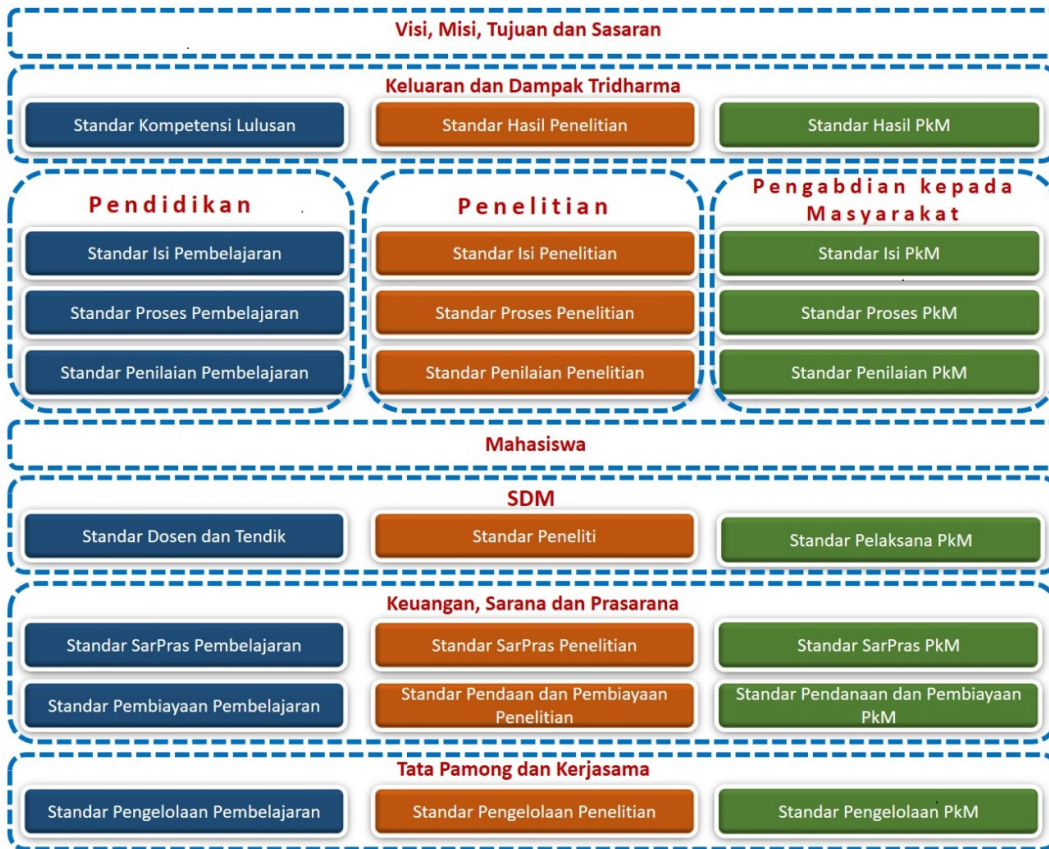 Visi, Misi, Tujuan dan Sasaran
Keluaran dan Dampak Tridharma
Standar Kompetensi Lulusan
Standar Hasil Penelitian
Standar Hasil PkM
Pendidikan
Penelitian
Pengabdian kepada
Masyarakat
Standar Isi Pembelajaran
Standar Isi Penelitian
Standar Isi PkM
Standar Proses Pembelajaran
Standar Proses Penelitian
Standar Proses PkM
Standar Penilaian Pembelajaran
Standar Penilaian Penelitian
Standar Penilaian PkM
Mahasiswa
SDM
Standar Dosen dan Tendik
Standar Peneliti
Standar Pelaksana PkM
Keuangan, Sarana dan Prasarana
Standar SarPras Pembelajaran
Standar SarPras Penelitian
Standar SarPras PkM
Standar Pembiayaan Pembelajaran
Standar Pendaan dan Pembiayaan
Penelitian
Standar Pendanaan dan Pembiayaan
PkM
Tata Pamong dan Kerjasama
Standar Pengelolaan Pembelajaran
Standar Pengelolaan Penelitian
Standar Pengelolaan PkM